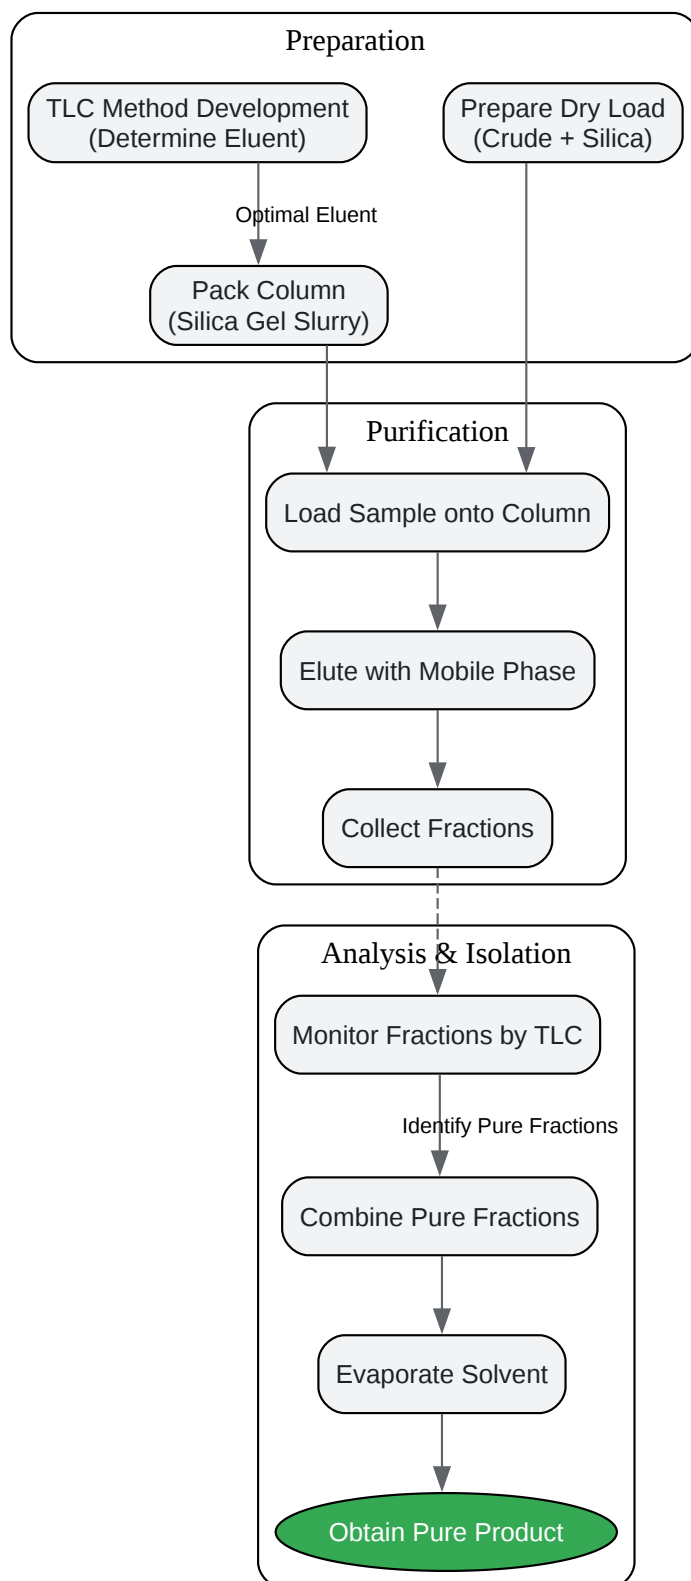 Preparation
TLC Method Development
(Determine Eluent)
Prepare Dry Load
(Crude + Silica)
Optimal Eluent
Pack Column
(Silica Gel Slurry)
Purification
Load Sample onto Column
Elute with Mobile Phase
Collect Fractions
Analysis & Isolation
Monitor Fractions by TLC
Identify Pure Fractions
Combine Pure Fractions
Evaporate Solvent
Obtain Pure Product